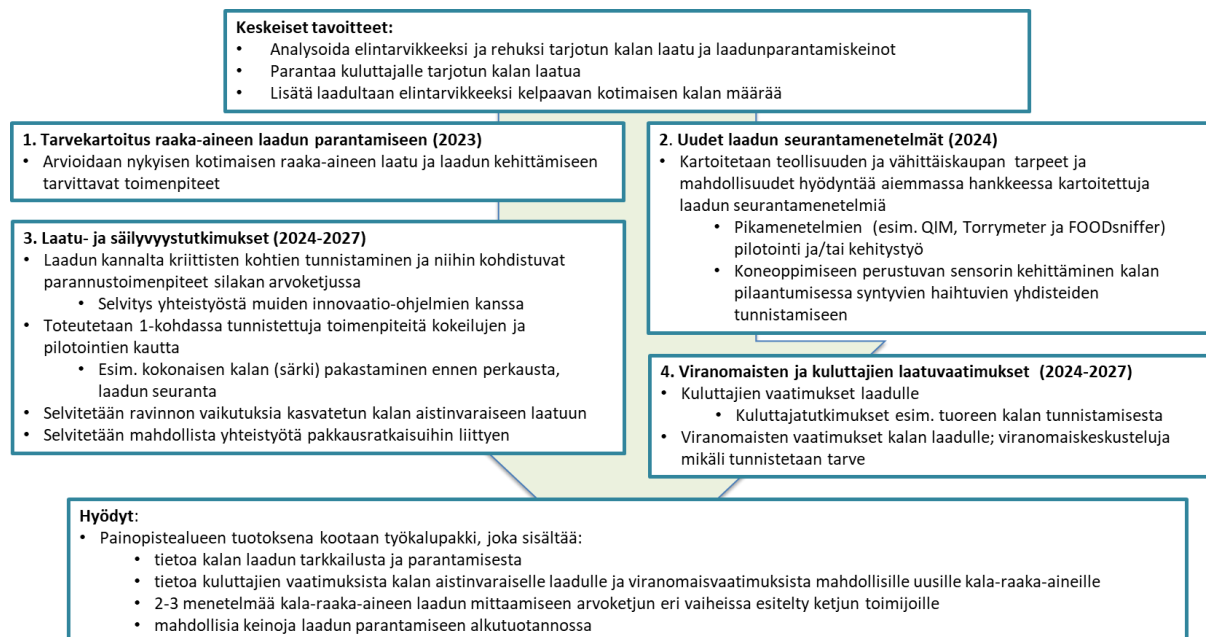 Keskeiset tavoitteet:
• Analysoida elintarvikkeeksi ja rehuksi tarjotun kalan laatu ja laadunparantamiskeinot
• Parantaa kuluttajalle tarjotun kalan laatua
• Lisätä laadultaan elintarvikkeeksi kelpaavan kotimaisen kalan määrää
1. Tarvekartoitus raaka-aineen laadun parantamiseen (2023)
• Arvioidaan nykyisen kotimaisen raaka-aineen laatu ja laadun kehittämiseen
tarvittavat toimenpiteet
2. Uudet laadun seurantamenetelmät (2024)
• Kartoitetaan teollisuuden ja vähittäiskaupan tarpeet ja
mahdollisuudet hyödyntää aiemmassa hankkeessa kartoitettuja
laadun seurantamenetelmiä
• Pikamenetelmien (esim. QIM, Torrymeter ja FOODsniffer)
pilotointi ja/tai kehitystyö
• Koneoppimiseen perustuvan sensorin kehittäminen kalan
pilaantumisessa syntyvien haihtuvien yhdisteiden
tunnistamiseen
3. Laatu- ja säilyvyystutkimukset (2024-2027)
• Laadun kannalta kriittisten kohtien tunnistaminen ja niihin kohdistuvat
parannustoimenpiteet silakan arvoketjussa
• Selvitys yhteistyöstä muiden innovaatio-ohjelmien kanssa
• Toteutetaan 1-kohdassa tunnistettuja toimenpiteitä kokeilujen ja
pilotointien kautta
• Esim. kokonaisen kalan (särki) pakastaminen ennen perkausta,
laadun seuranta
• Selvitetään ravinnon vaikutuksia kasvatetun kalan aistinvaraiseen laatuun
• Selvitetään mahdollista yhteistyötä pakkausratkaisuihin liittyen
4. Viranomaisten ja kuluttajien laatuvaatimukset (2024-2027)
• Kuluttajien vaatimukset laadulle
• Kuluttajatutkimukset esim. tuoreen kalan tunnistamisesta
• Viranomaisten vaatimukset kalan laadulle; viranomaiskeskusteluja
mikäli tunnistetaan tarve
Hyödyt:
• Painopistealueen tuotoksena kootaan työkalupakki, joka sisältää:
• tietoa kalan laadun tarkkailusta ja parantamisesta
• tietoa kuluttajien vaatimuksista kalan aistinvaraiselle laadulle ja viranomaisvaatimuksista mahdollisille uusille kala-raaka-aineille
• 2-3 menetelmää kala-raaka-aineen laadun mittaamiseen arvoketjun eri vaiheissa esitelty ketjun toimijoille
• mahdollisia keinoja laadun parantamiseen alkutuotannossa